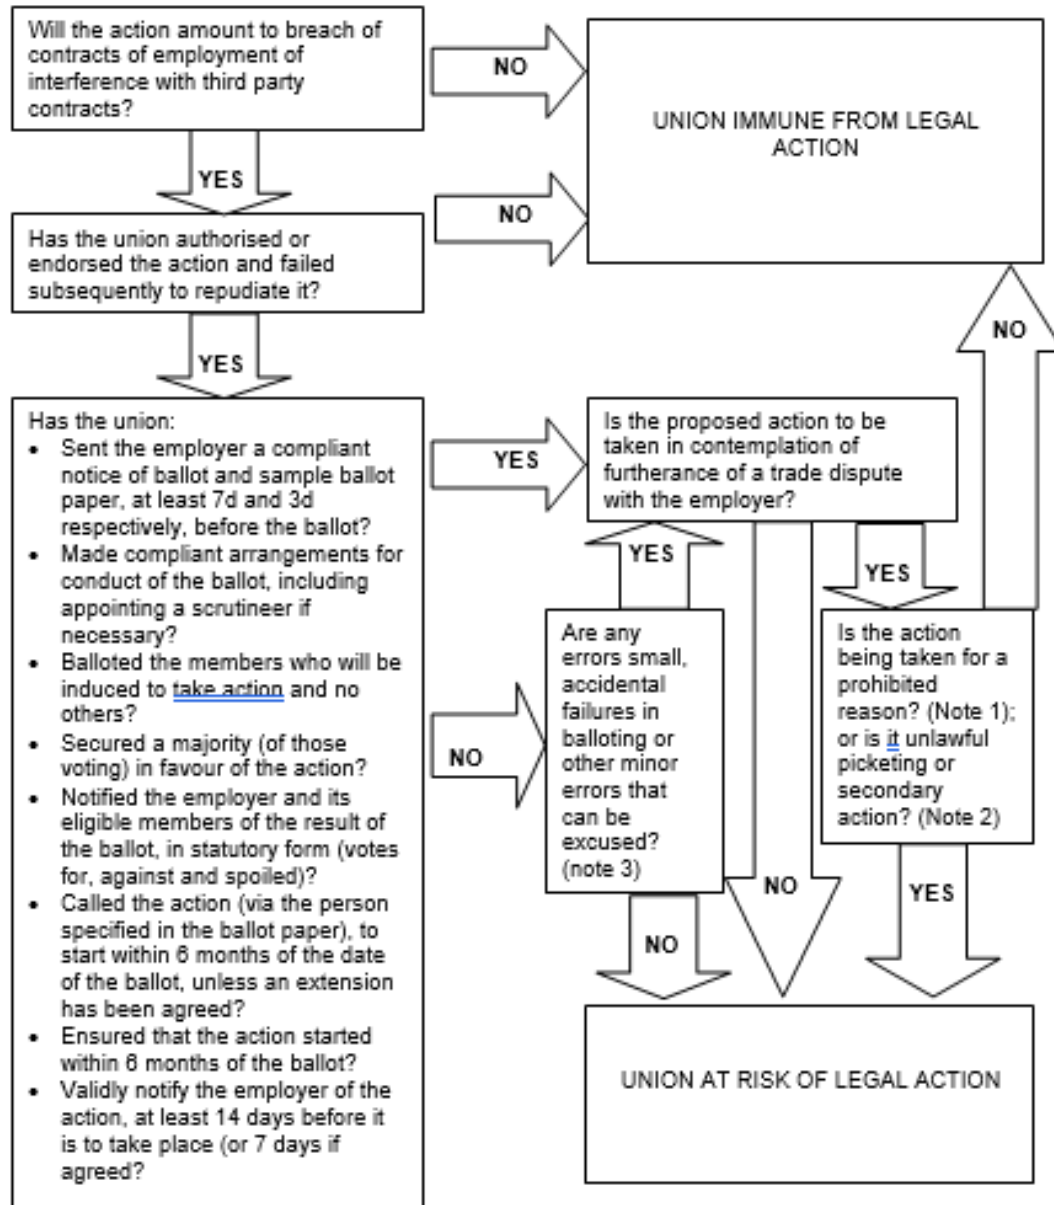 Will the action amount to breach of
contracts of employment of
interference with third party
contracts?
NO
UNION IMMUNE FROM LEGAL
ACTION
YES
NO
Has the union authorised or
endorsed the action and failed
subsequently to repudiate it?
NO
YES
Has the union:
• Sent the employer a compliant
notice of ballot and sample ballot
paper, at least 7d and 3d
respectively, before the ballot?
• Made compliant arrangements for
conduct of the ballot, including
appointing a scrutineer if
necessary?
• Balloted the members who will be
induced to take action and no
others?
• Secured a majority (of those
voting) in favour of the action?
• Notified the employer and its
eligible members of the result of
the ballot, in statutory form (votes
for, against and spoiled)?
• Called the action (via the person
specified in the ballot paper), to
start within 6 months of the date
of the ballot, unless an extension
has been agreed?
• Ensured that the action started
within 6 months of the ballot?
• Validly notify the employer of the
action, at least 14 days before it
is to take place (or 7 days if
agreed?
YES
Is the proposed action to be
taken in contemplation of
furtherance of a trade dispute
with the employer?
YES
YES
NO
Are any
errors small,
accidental
failures in
balloting or
other minor
errors that
can be
excused?
(note 3)
Is the action
being taken for a
prohibited
reason? (Note 1);
or is it unlawful
picketing or
secondary
action? (Note 2)
NO
NO
YES
UNION AT RISK OF LEGAL ACTION